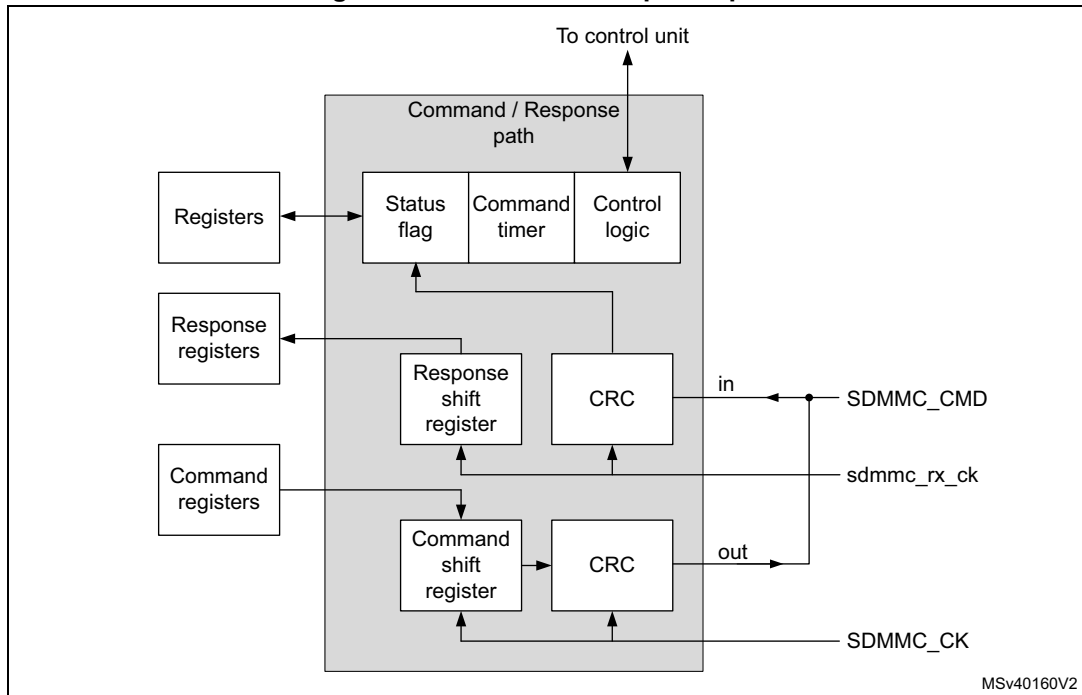 To control unit
Command / Response
path
Registers
Status
flag
Command
timer
Control
logic
Response
registers
Response
shift
register
CRC
in
SDMMC_CMD
sdmmc_rx_ck
Command
registers
Command
shift
register
CRC
out
SDMMC_CK
MSv40160V2